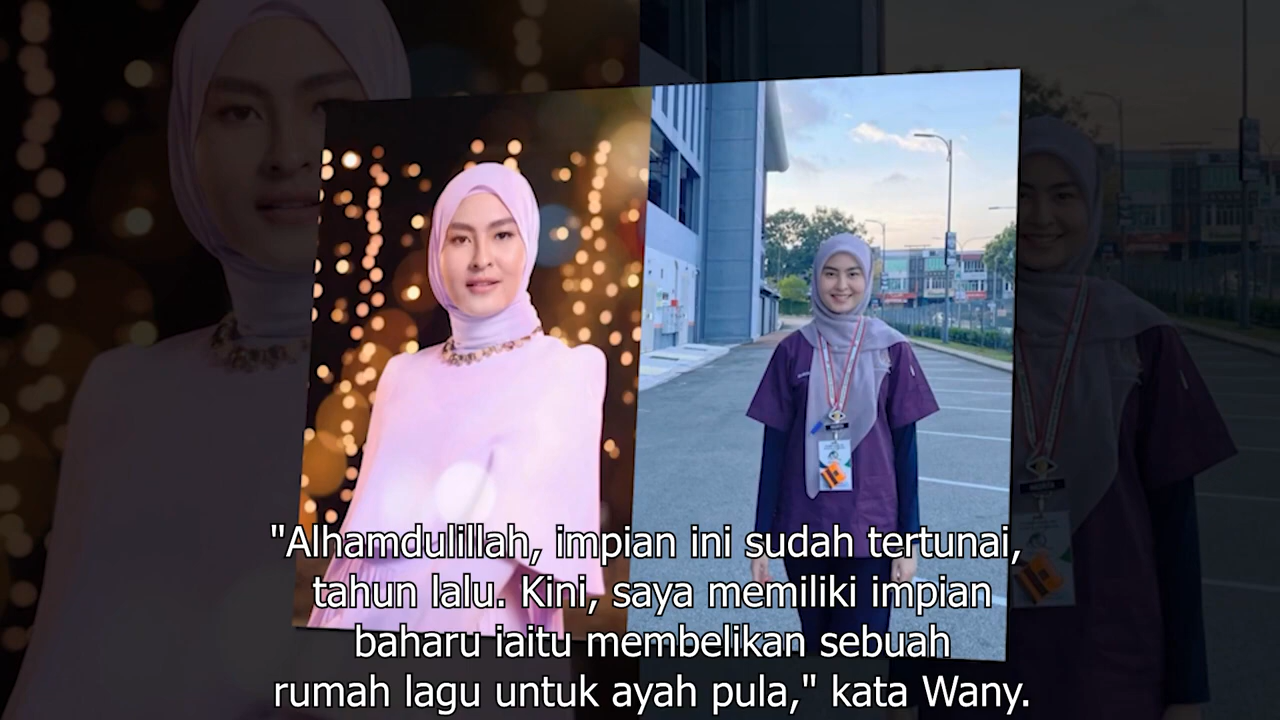 "Alhamdulillah, impian ini sudah tertunai,
tahun lalu. Kini, saya memiliki impian
baharu iaitu membelikan sebuah
rumah lagu untuk ayah pula," kata Wany.